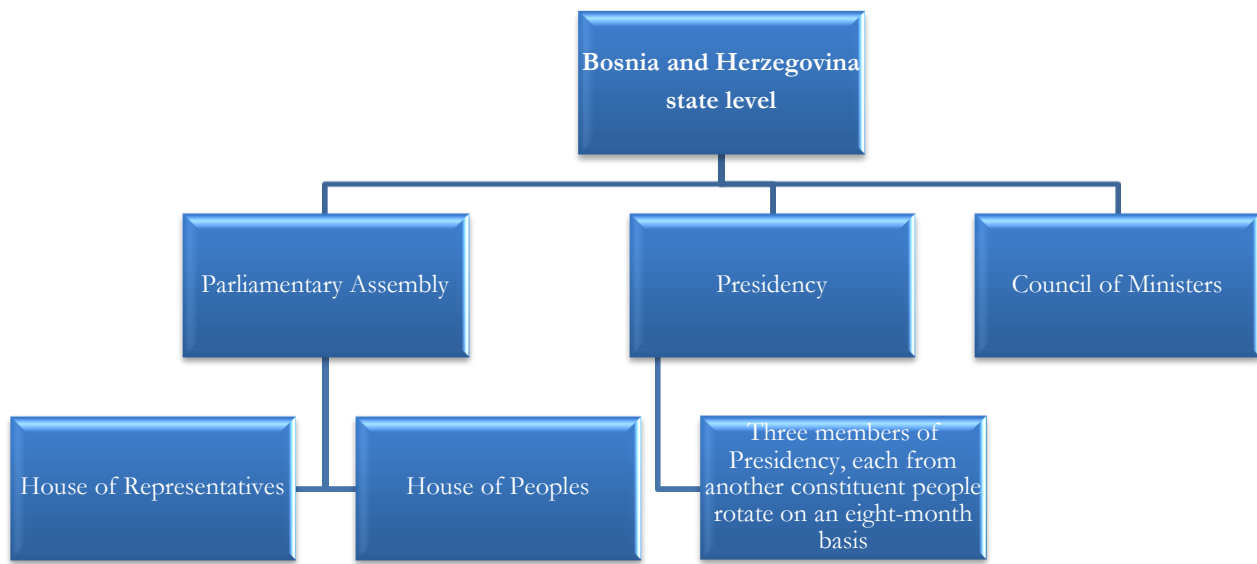 Bosnia and Herzegovina
state level
Parliamentary Assembly
Presidency
Council of Ministers
House of Representatives
House of Peoples
Three members of
Presidency, each from
another constituent people
rotate on an eight-month
basis